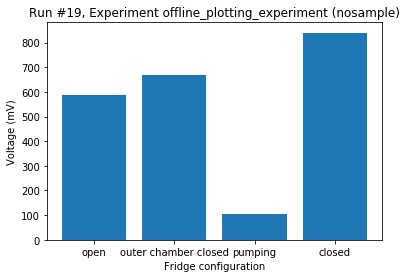 Run #19, Experiment offline_plotting_experiment (nosample)
Voltage (mV)
800
700
600
500
400
300
200
100
0
open outer chamber closed pumping closed
Fridge configuration